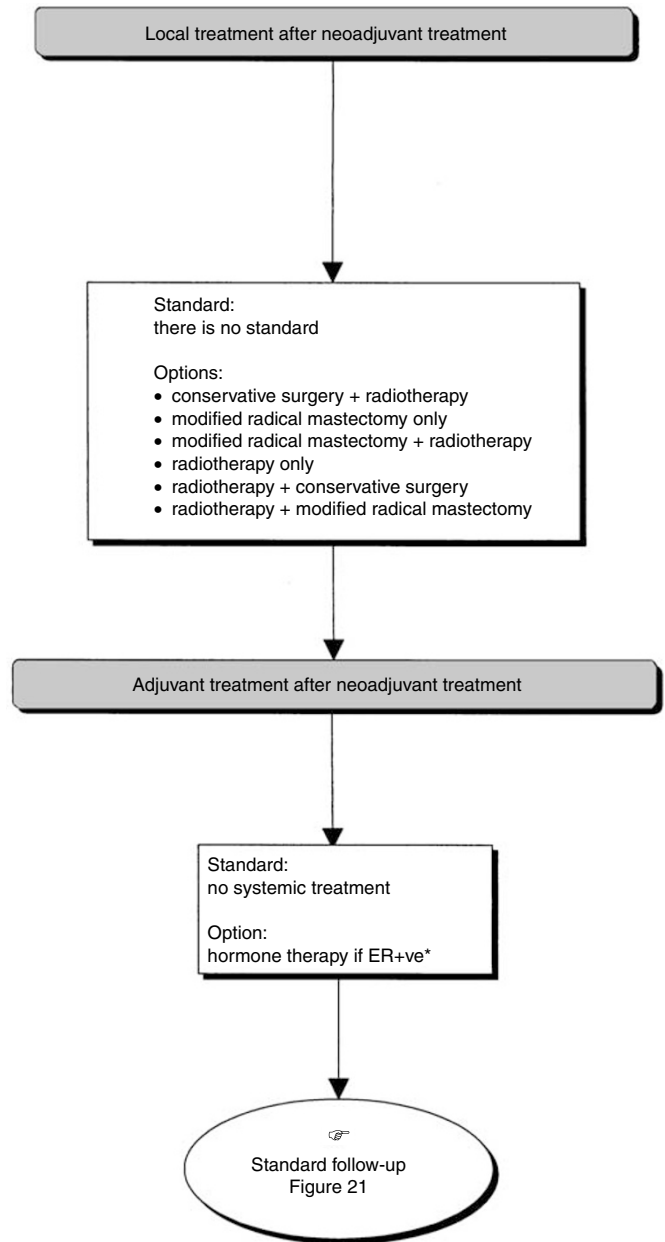 Local treatment after neoadjuvant treatment
Standard:
there is no standard
Options:
• conservative surgery + radiotherapy
• modified radical mastectomy only
• modified radical mastectomy + radiotherapy
• radiotherapy only
• radiotherapy + conservative surgery
• radiotherapy + modified radical mastectomy
Adjuvant treatment after neoadjuvant treatment
Standard:
no systemic treatment
Option:
hormone therapy if ER+ve*
☞
Standard follow-up
Figure 21